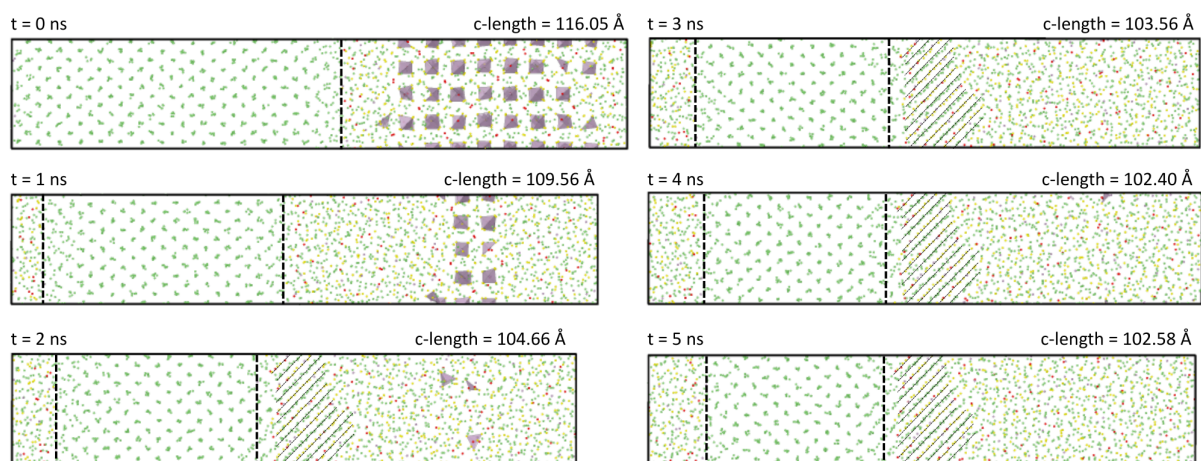 t = 0 ns
c-length = 116.05 Å
t = 3 ns
103.56 Å
t = 1 ns
c-length = 109.56 Å
t = 4 ns
c-length = 102.40 Å
t = 2 ns
c-length = 104.66 Å
t = 5 ns
c-length = 102.58 Å